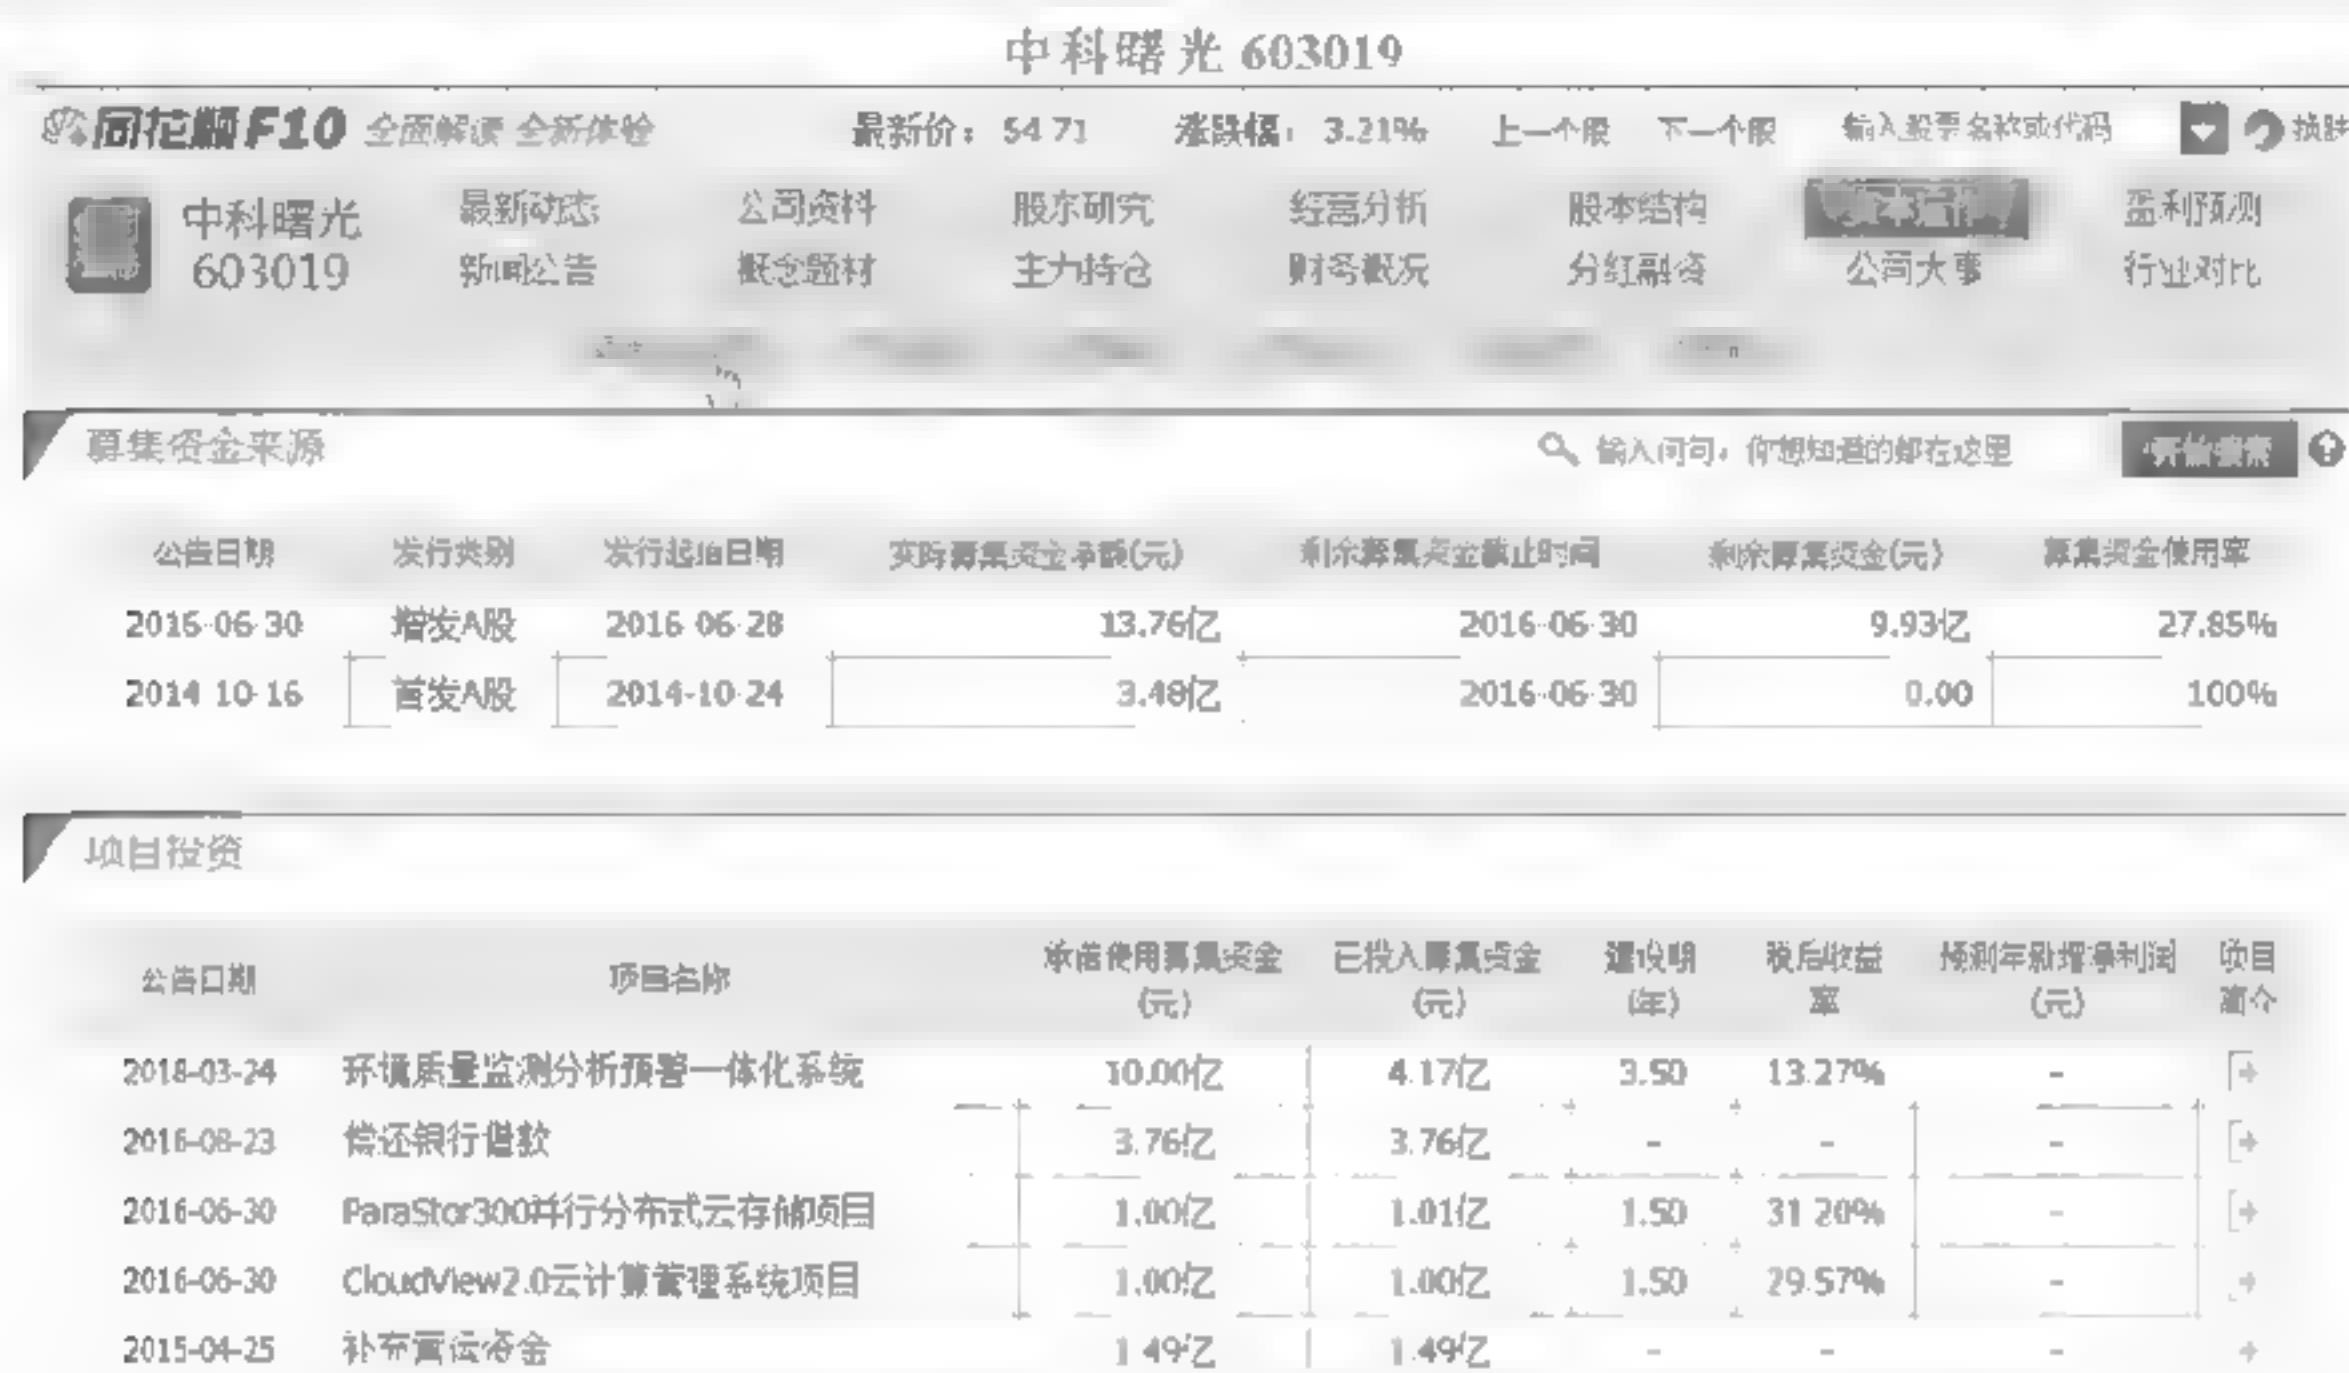 中科曙光 603019
同花顺F10 全面解读 全新体验 最新价: 54.71 涨跌幅: 3.21% 上一个股 下一个股 输入股票名称或代码 换肤
中科曙光 最新动态 公司资料 股东研究 经营分析 股本结构 资本运作 盈利预测
603019 新闻公告 概念题材 主力持仓 财务概况 分红融资 公司大事 行业对比
募集资金来源 输入问句,你想知道的都在这里 开始搜索
公告日期 发行类别 发行起始日期 实际募集资金净额(元) 剩余募集资金截止时间 剩余募集资金(元) 募集资金使用率
2016-06-30 增发A股 2016-06-28 13.76亿 2016-06-30 9.93亿 27.85%
2014-10-16 首发A股 2014-10-24 3.48亿 2016-06-30 0.00 100%
项目投资
公告日期 项目名称 承诺使用募集资金(元) 已投入募集资金(元) 建设期(年) 税后收益率 预测年新增净利润(元) 项目简介
2018-03-24 环境质量监测分析预警一体化系统 10.00亿 4.17亿 3.50 13.27% -
2016-08-23 偿还银行借款 3.76亿 3.76亿 - - -
2016-06-30 ParaStor300并行分布式云存储项目 1.00亿 1.01亿 1.50 31.20% -
2016-06-30 CloudView2.0云计算管理系统项目 1.00亿 1.00亿 1.50 29.57% -
2015-04-25 补充营运资金 1.49亿 1.49亿 - - -